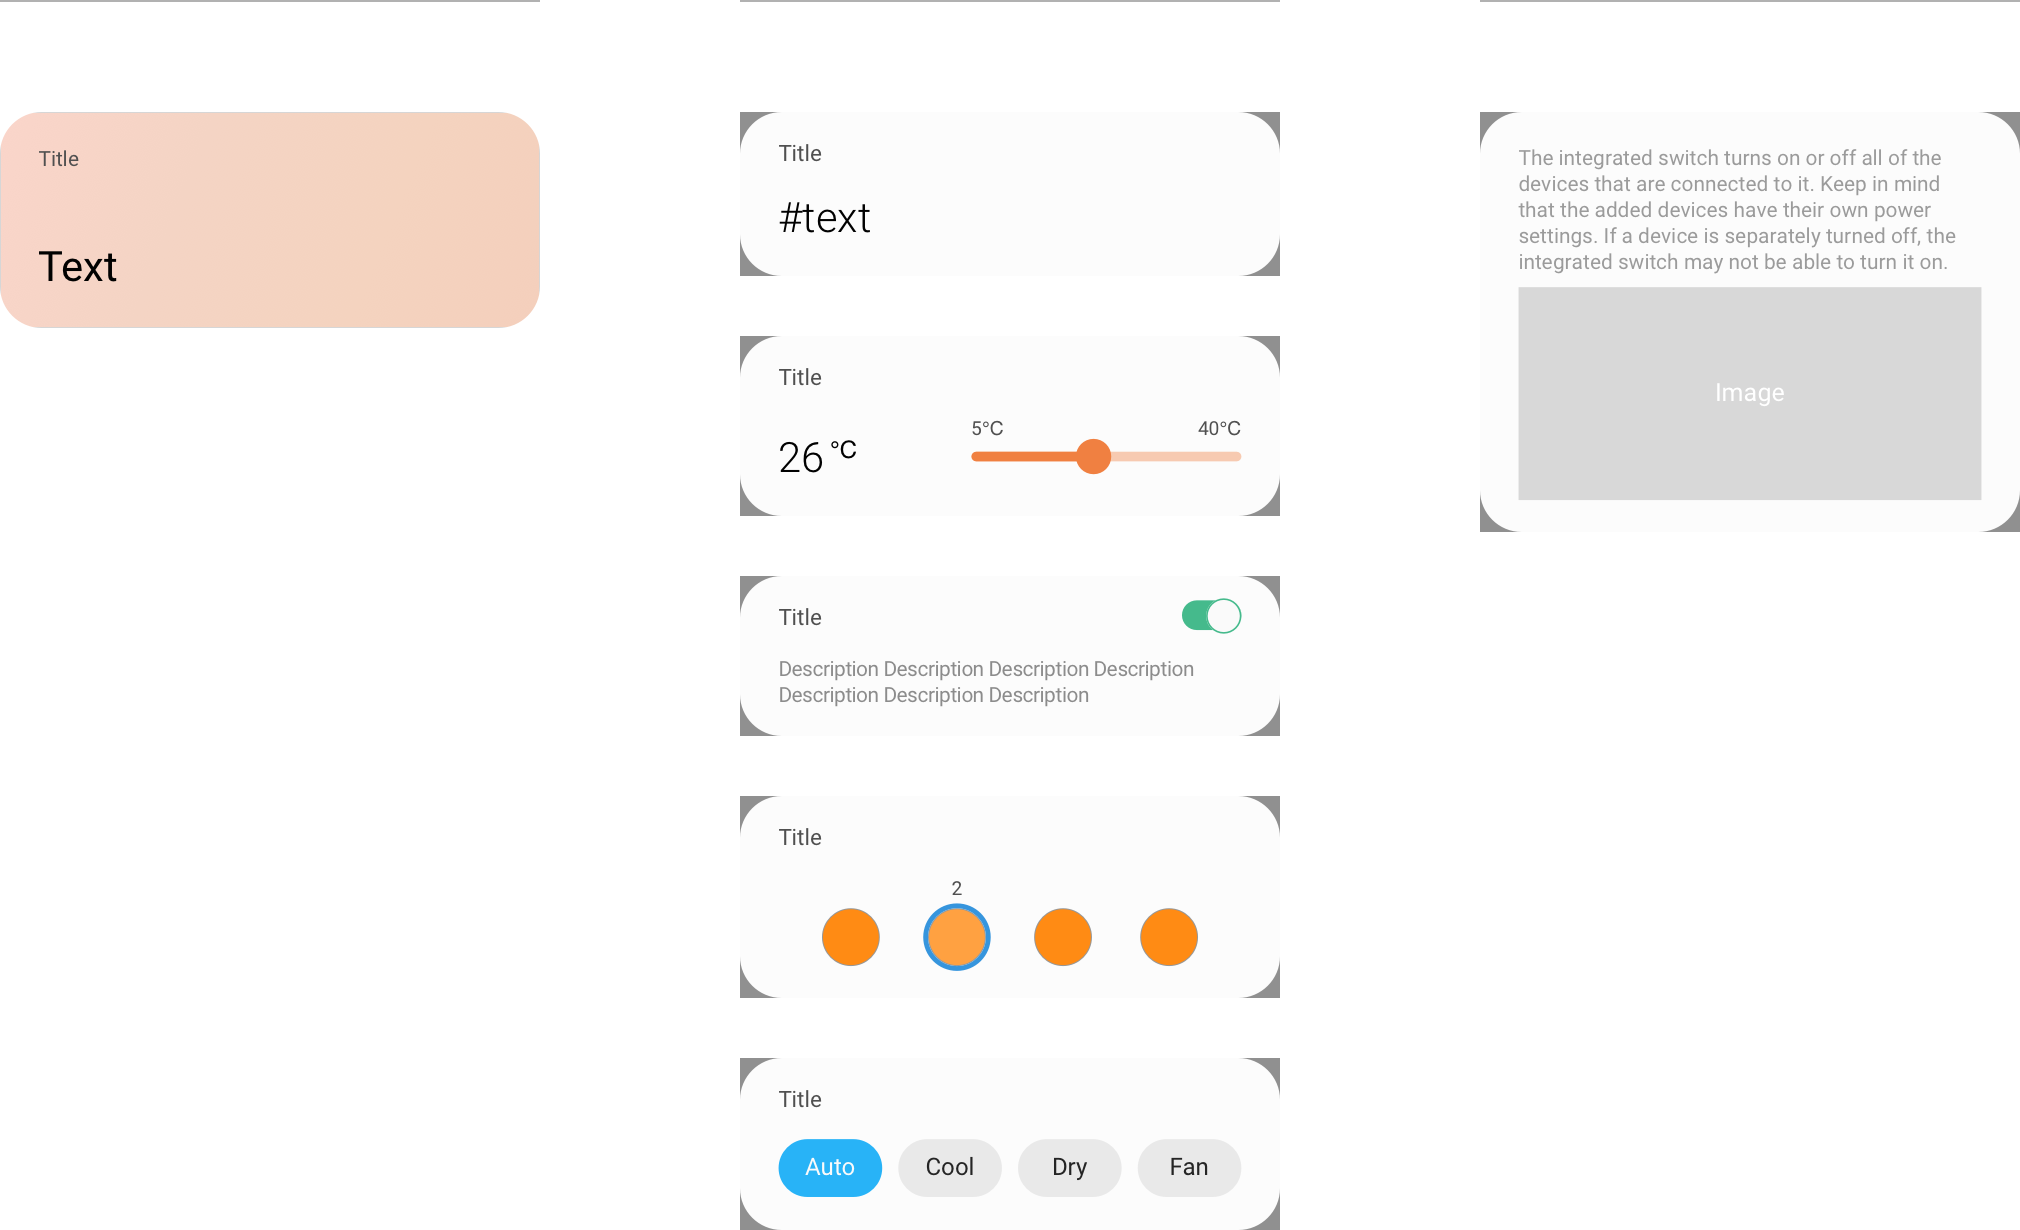 Title
Text
Title
#text
Title
26 °C
5°C
40°C
Title
Description Description Description Description
Description Description Description
Title
2
Title
Auto
Cool
Dry
Fan
The integrated switch turns on or off all of the
devices that are connected to it. Keep in mind
that the added devices have their own power
settings. If a device is separately turned off, the
integrated switch may not be able to turn it on.
Image